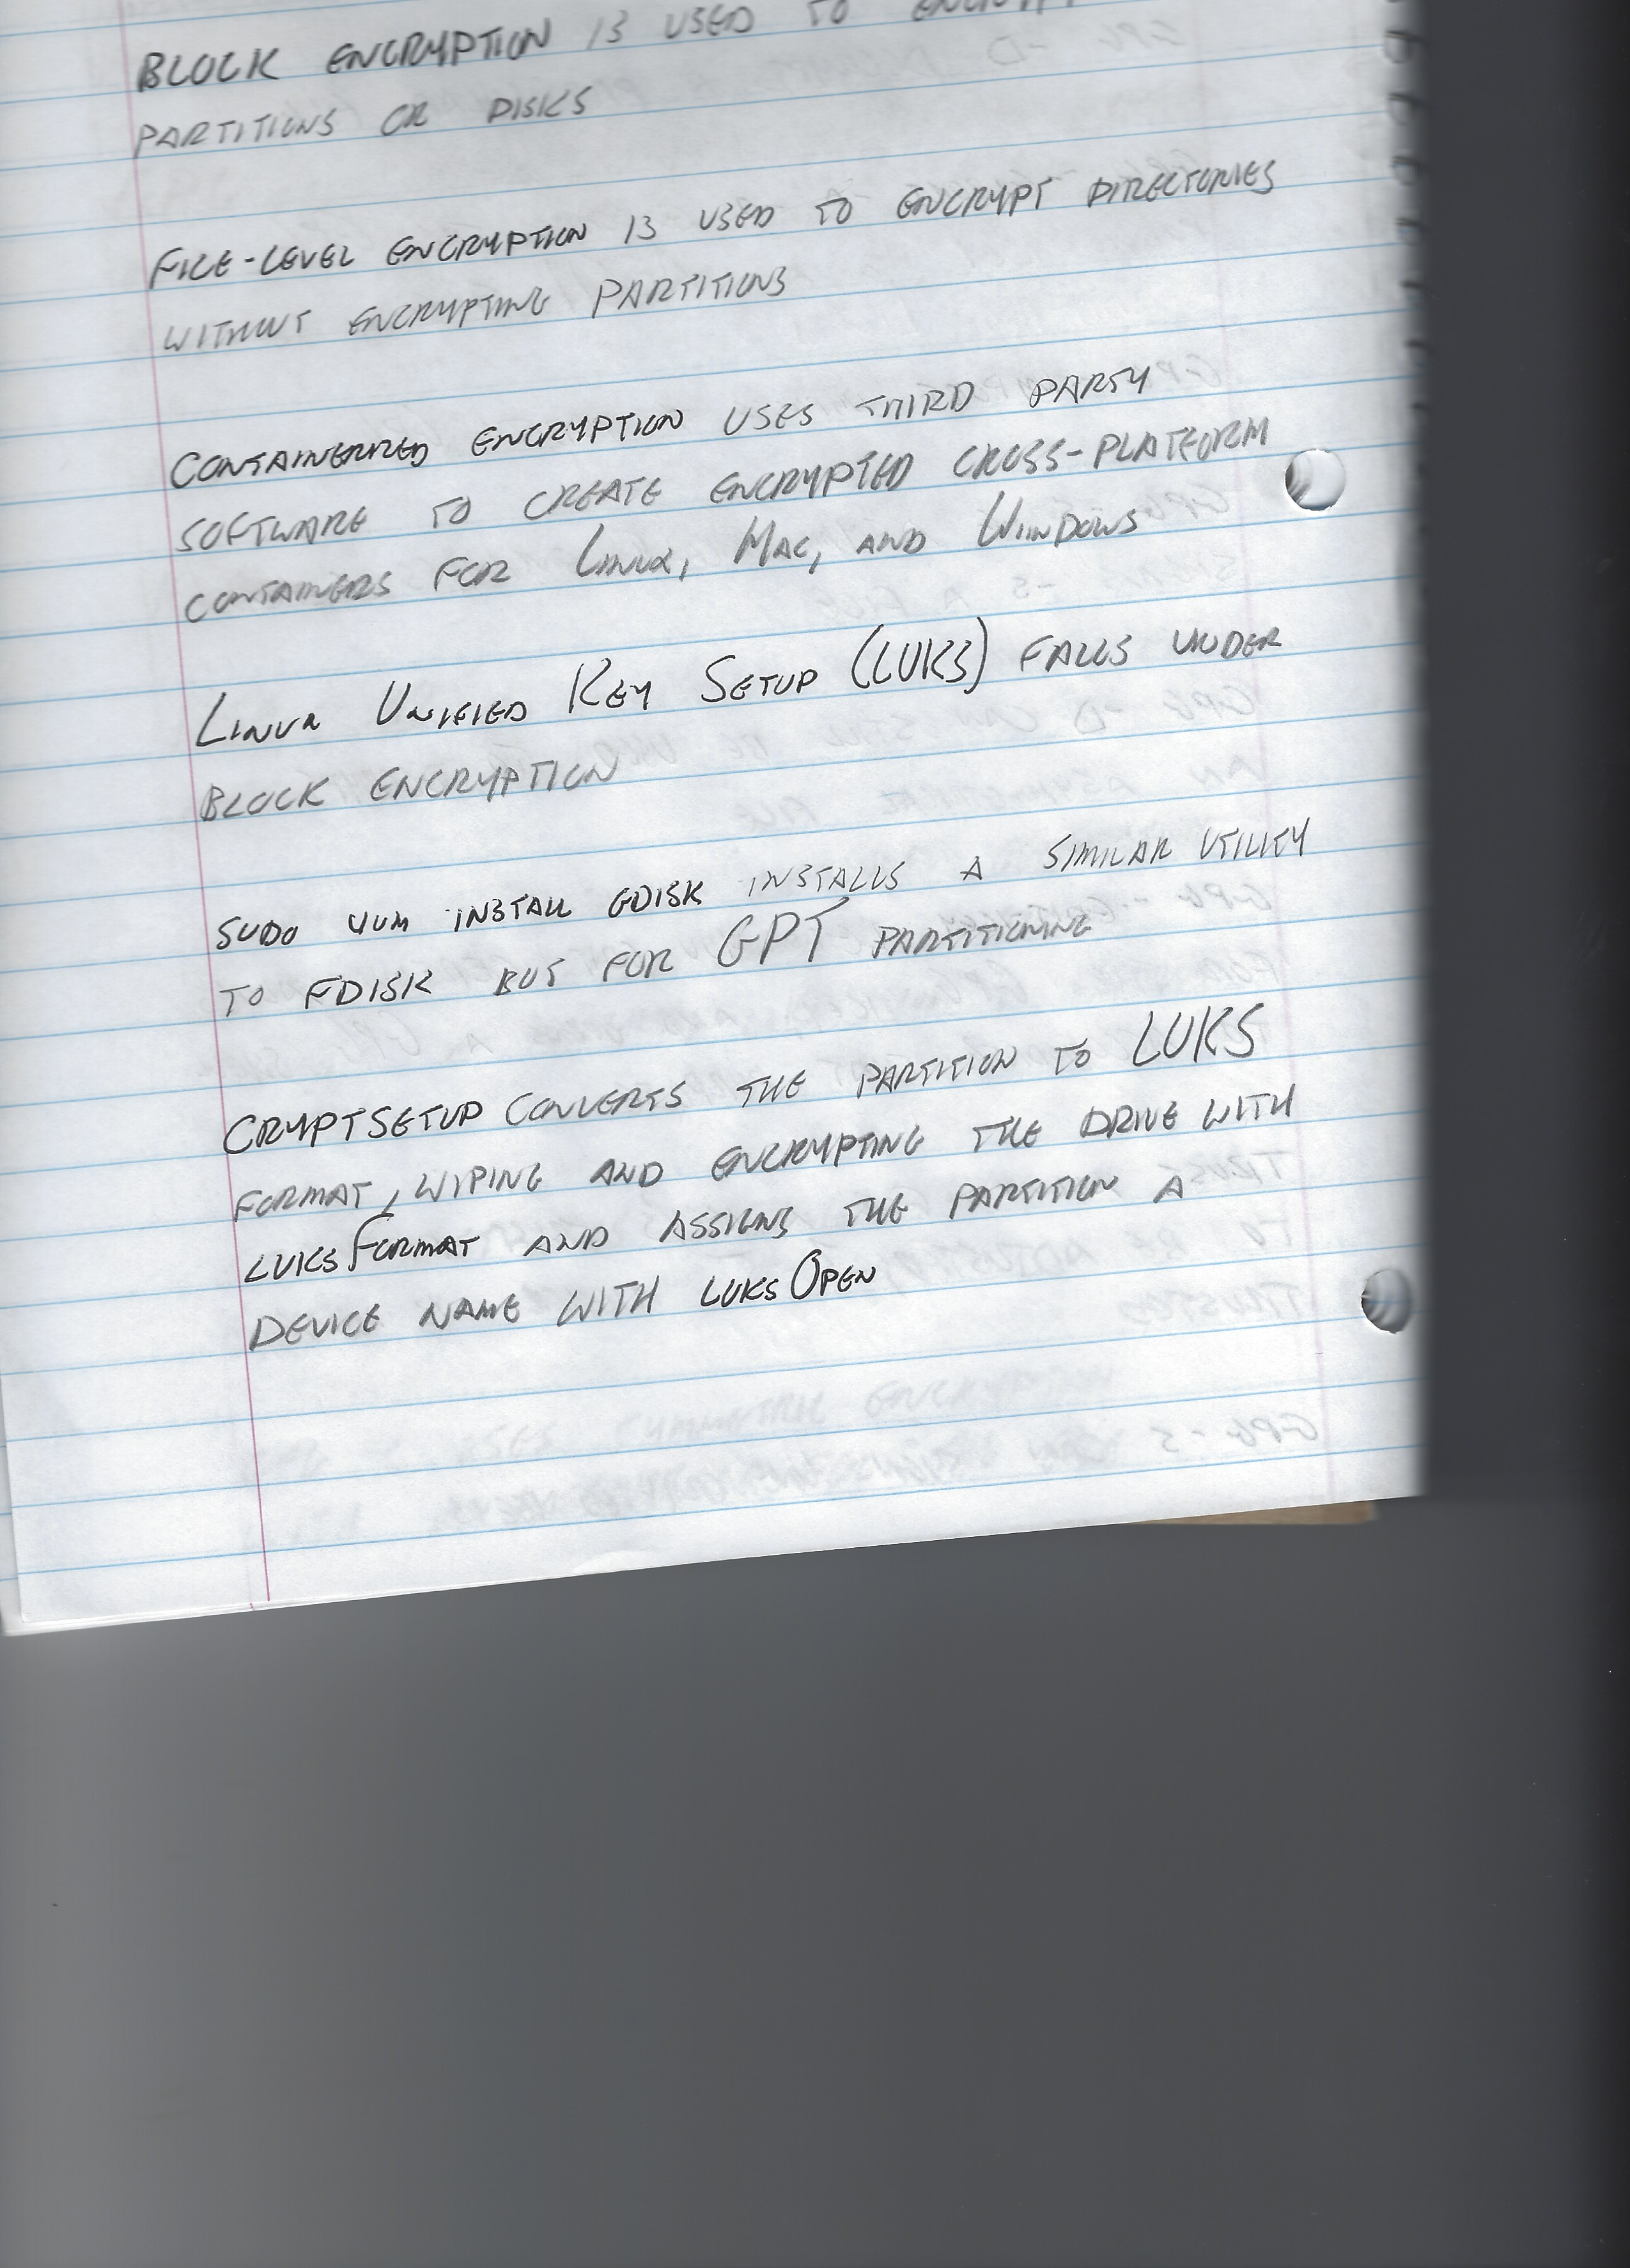 BLOCK ENCRYPTION IS USED TO ENCRYPT
PARTITIONS OR DISKS
FILE-LEVEL ENCRYPTION IS USED TO ENCRYPT DIRECTORIES
WITHOUT ENCRYPTING PARTITIONS
CONTAINERRED ENCRYPTION USES THIRD PARTY
SOFTWARE TO CREATE ENCRYPTED CROSS-PLATFORM
CONTAINERS FOR LINUX, MAC, AND WINDOWS
LINUX UNIFIED KEY SETUP (LUKS) FALLS UNDER
BLOCK ENCRYPTION
SUDO YUM INSTALL GDISK INSTALLS A SIMILAR UTILITY
TO FDISK BUT FOR GPT PARTITIONING
CRYPTSETUP CONVERTS THE PARTITION TO LUKS
FORMAT, WIPING AND ENCRYPTING THE DRIVE WITH
LUKSFORMAT AND ASSIGNS THE PARTITION A
DEVICE NAME WITH LUKSOPEN